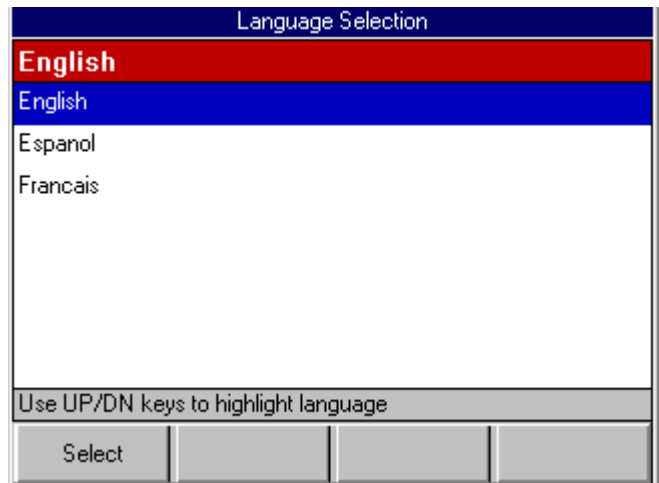 Language Selection
English
English
Espanol
Francais
Use UP/DN keys to highlight language
Select